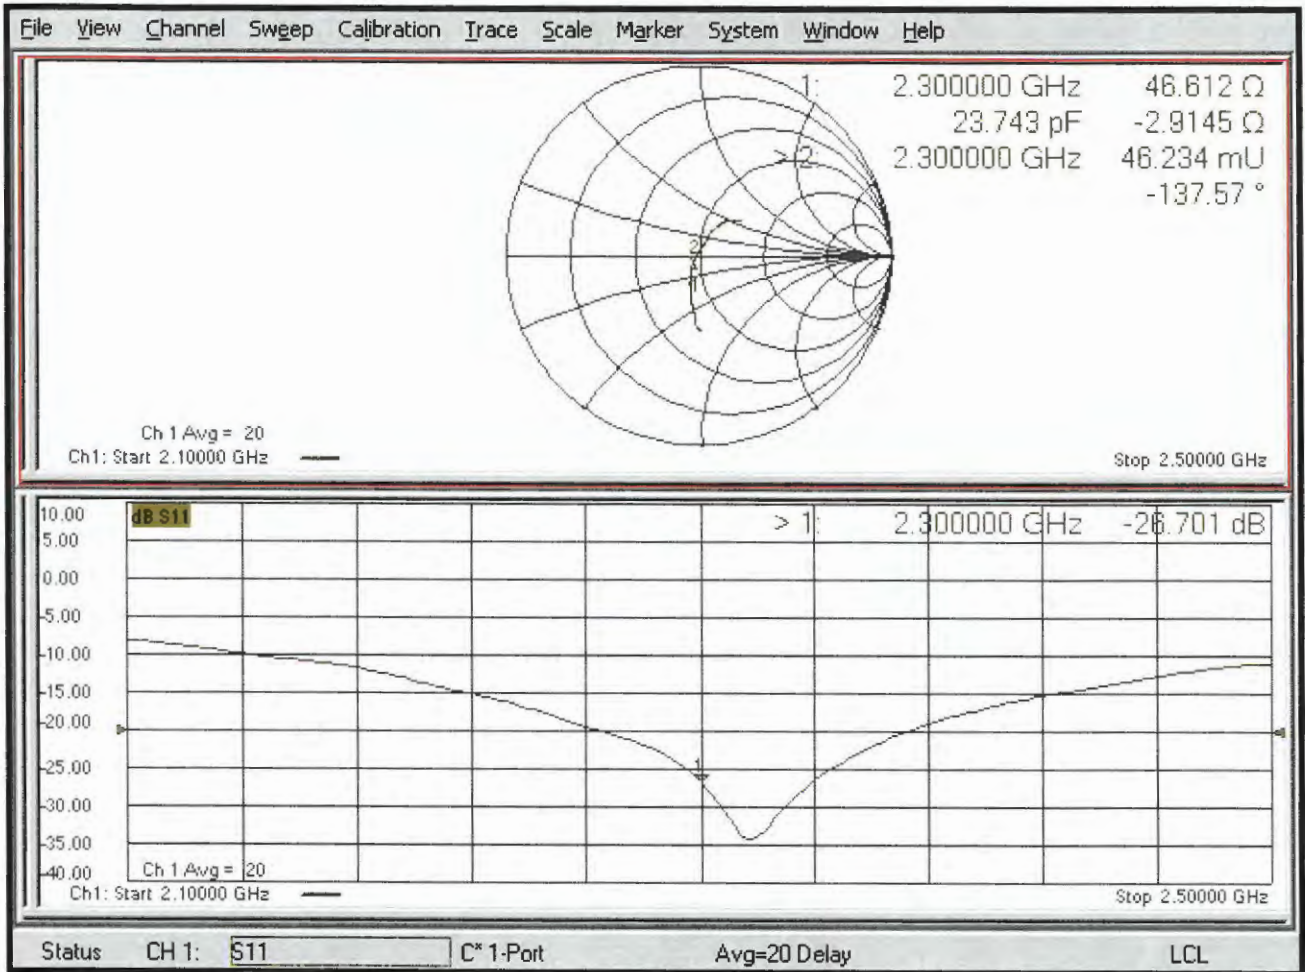 File View Channel Sweep Calibration Trace Scale Marker System Window Help
1: 2.300000 GHz 46.612 Ω
23.743 pF -2.9145 Ω
> 2: 2.300000 GHz 46.234 mU
-137.57 °
2
1
Ch 1 Avg = 20
Ch1: Start 2.10000 GHz
Stop 2.50000 GHz
10.00
dB S11
> 1: 2.300000 GHz -26.701 dB
5.00
0.00
-5.00
-10.00
-15.00
-20.00
-25.00
1
-30.00
-35.00
-40.00
Ch 1 Avg = 20
Ch1: Start 2.10000 GHz
Stop 2.50000 GHz
Status CH 1: S11 C* 1-Port Avg=20 Delay LCL